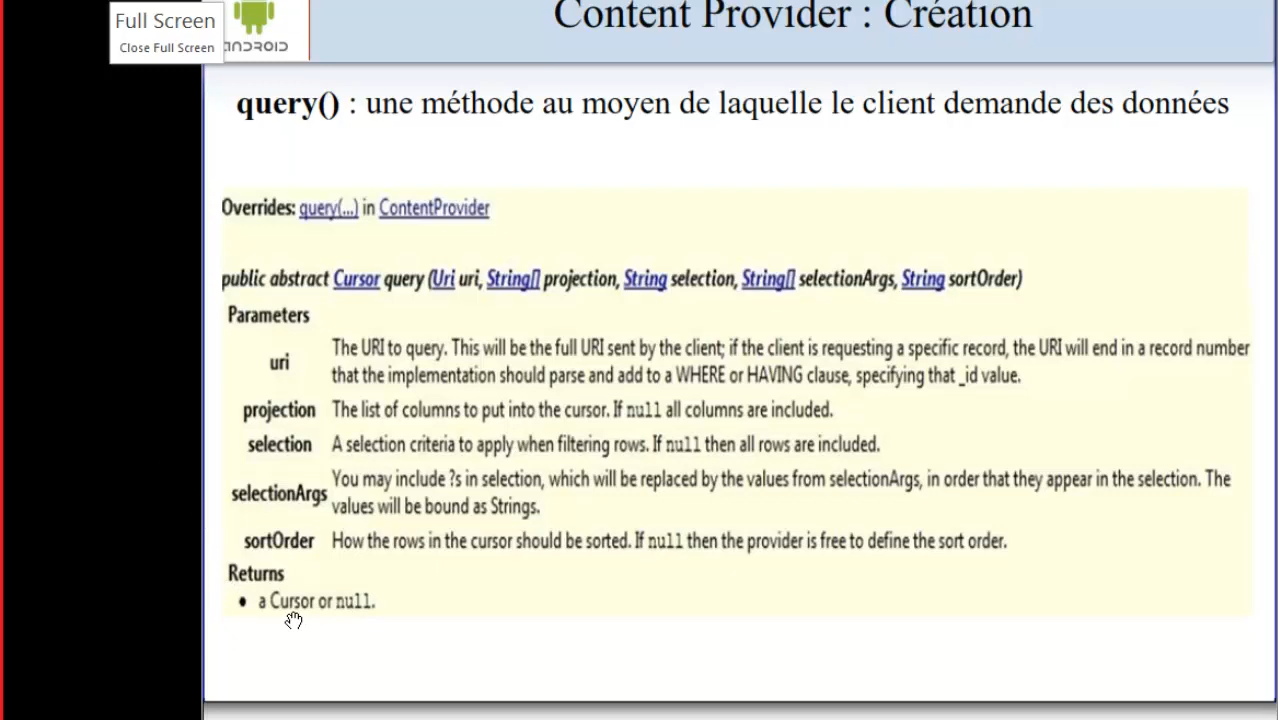 Full Screen
Close Full Screen
ANDROID
Content Provider : Création
query() : une méthode au moyen de laquelle le client demande des données
Overrides: query(...) in ContentProvider
public abstract Cursor query (Uri uri, String[] projection, String selection, String[] selectionArgs, String sortOrder)
Parameters
uri The URI to query. This will be the full URI sent by the client; if the client is requesting a specific record, the URI will end in a record number
that the implementation should parse and add to a WHERE or HAVING clause, specifying that _id value.
projection The list of columns to put into the cursor. If null all columns are included.
selection A selection criteria to apply when filtering rows. If null then all rows are included.
selectionArgs You may include ?s in selection, which will be replaced by the values from selectionArgs, in order that they appear in the selection. The
values will be bound as Strings.
sortOrder How the rows in the cursor should be sorted. If null then the provider is free to define the sort order.
Returns
• a Cursor or null.